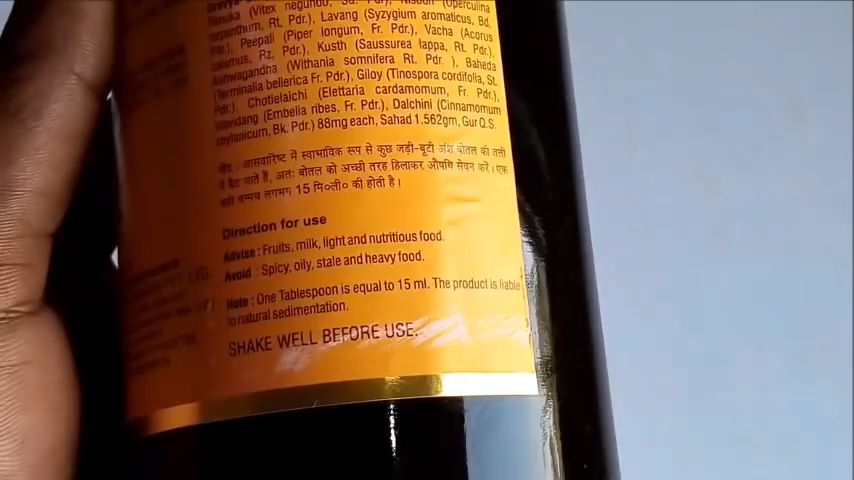 (Vitex negundo, Sd. Pdr.), Nisoth (Operculina
terpenthum, Rt. Pdr.), Lavang (Syzygium aromaticus, Bd.
Pdr.), Peepali (Piper longum, Fr. Pdr.), Vacha (Acorus
calamus, Rz. Pdr.), Kusth (Saussurea lappa, Rt. Pdr.),
Ashwagandha (Withania somnifera Rt. Pdr.), Baheda
(Terminalia bellerica Fr. Pdr.), Giloy (Tinospora cordifolia, St.
Pdr.), Chotielaich (Elettaria cardamomum, Fr. Pdr.),
Vawidang (Embelia ribes, Fr. Pdr.), Dalchini (Cinnamomum
zeylanicum, Bk. Pdr.) 88mg each, Sahad 1.562gm, Gur Q.S.
नोट : आसवारिष्ट में स्वाभाविक रूप से कुछ जड़ी-बूटी अंश बोतल की तली
में बैठ जाते है, अतः बोतल को अच्छी तरह हिलाकर औषधि सेवन करें। एक
चम्मच लगभग 15 मि०ली० की होती है।
Direction for use
Advise : Fruits, milk, light and nutritious food.
Avoid : Spicy, oily, stale and heavy food.
Note : One Tablespoon is equal to 15 ml. The product is liable
to natural sedimentation.
SHAKE WELL BEFORE USE.